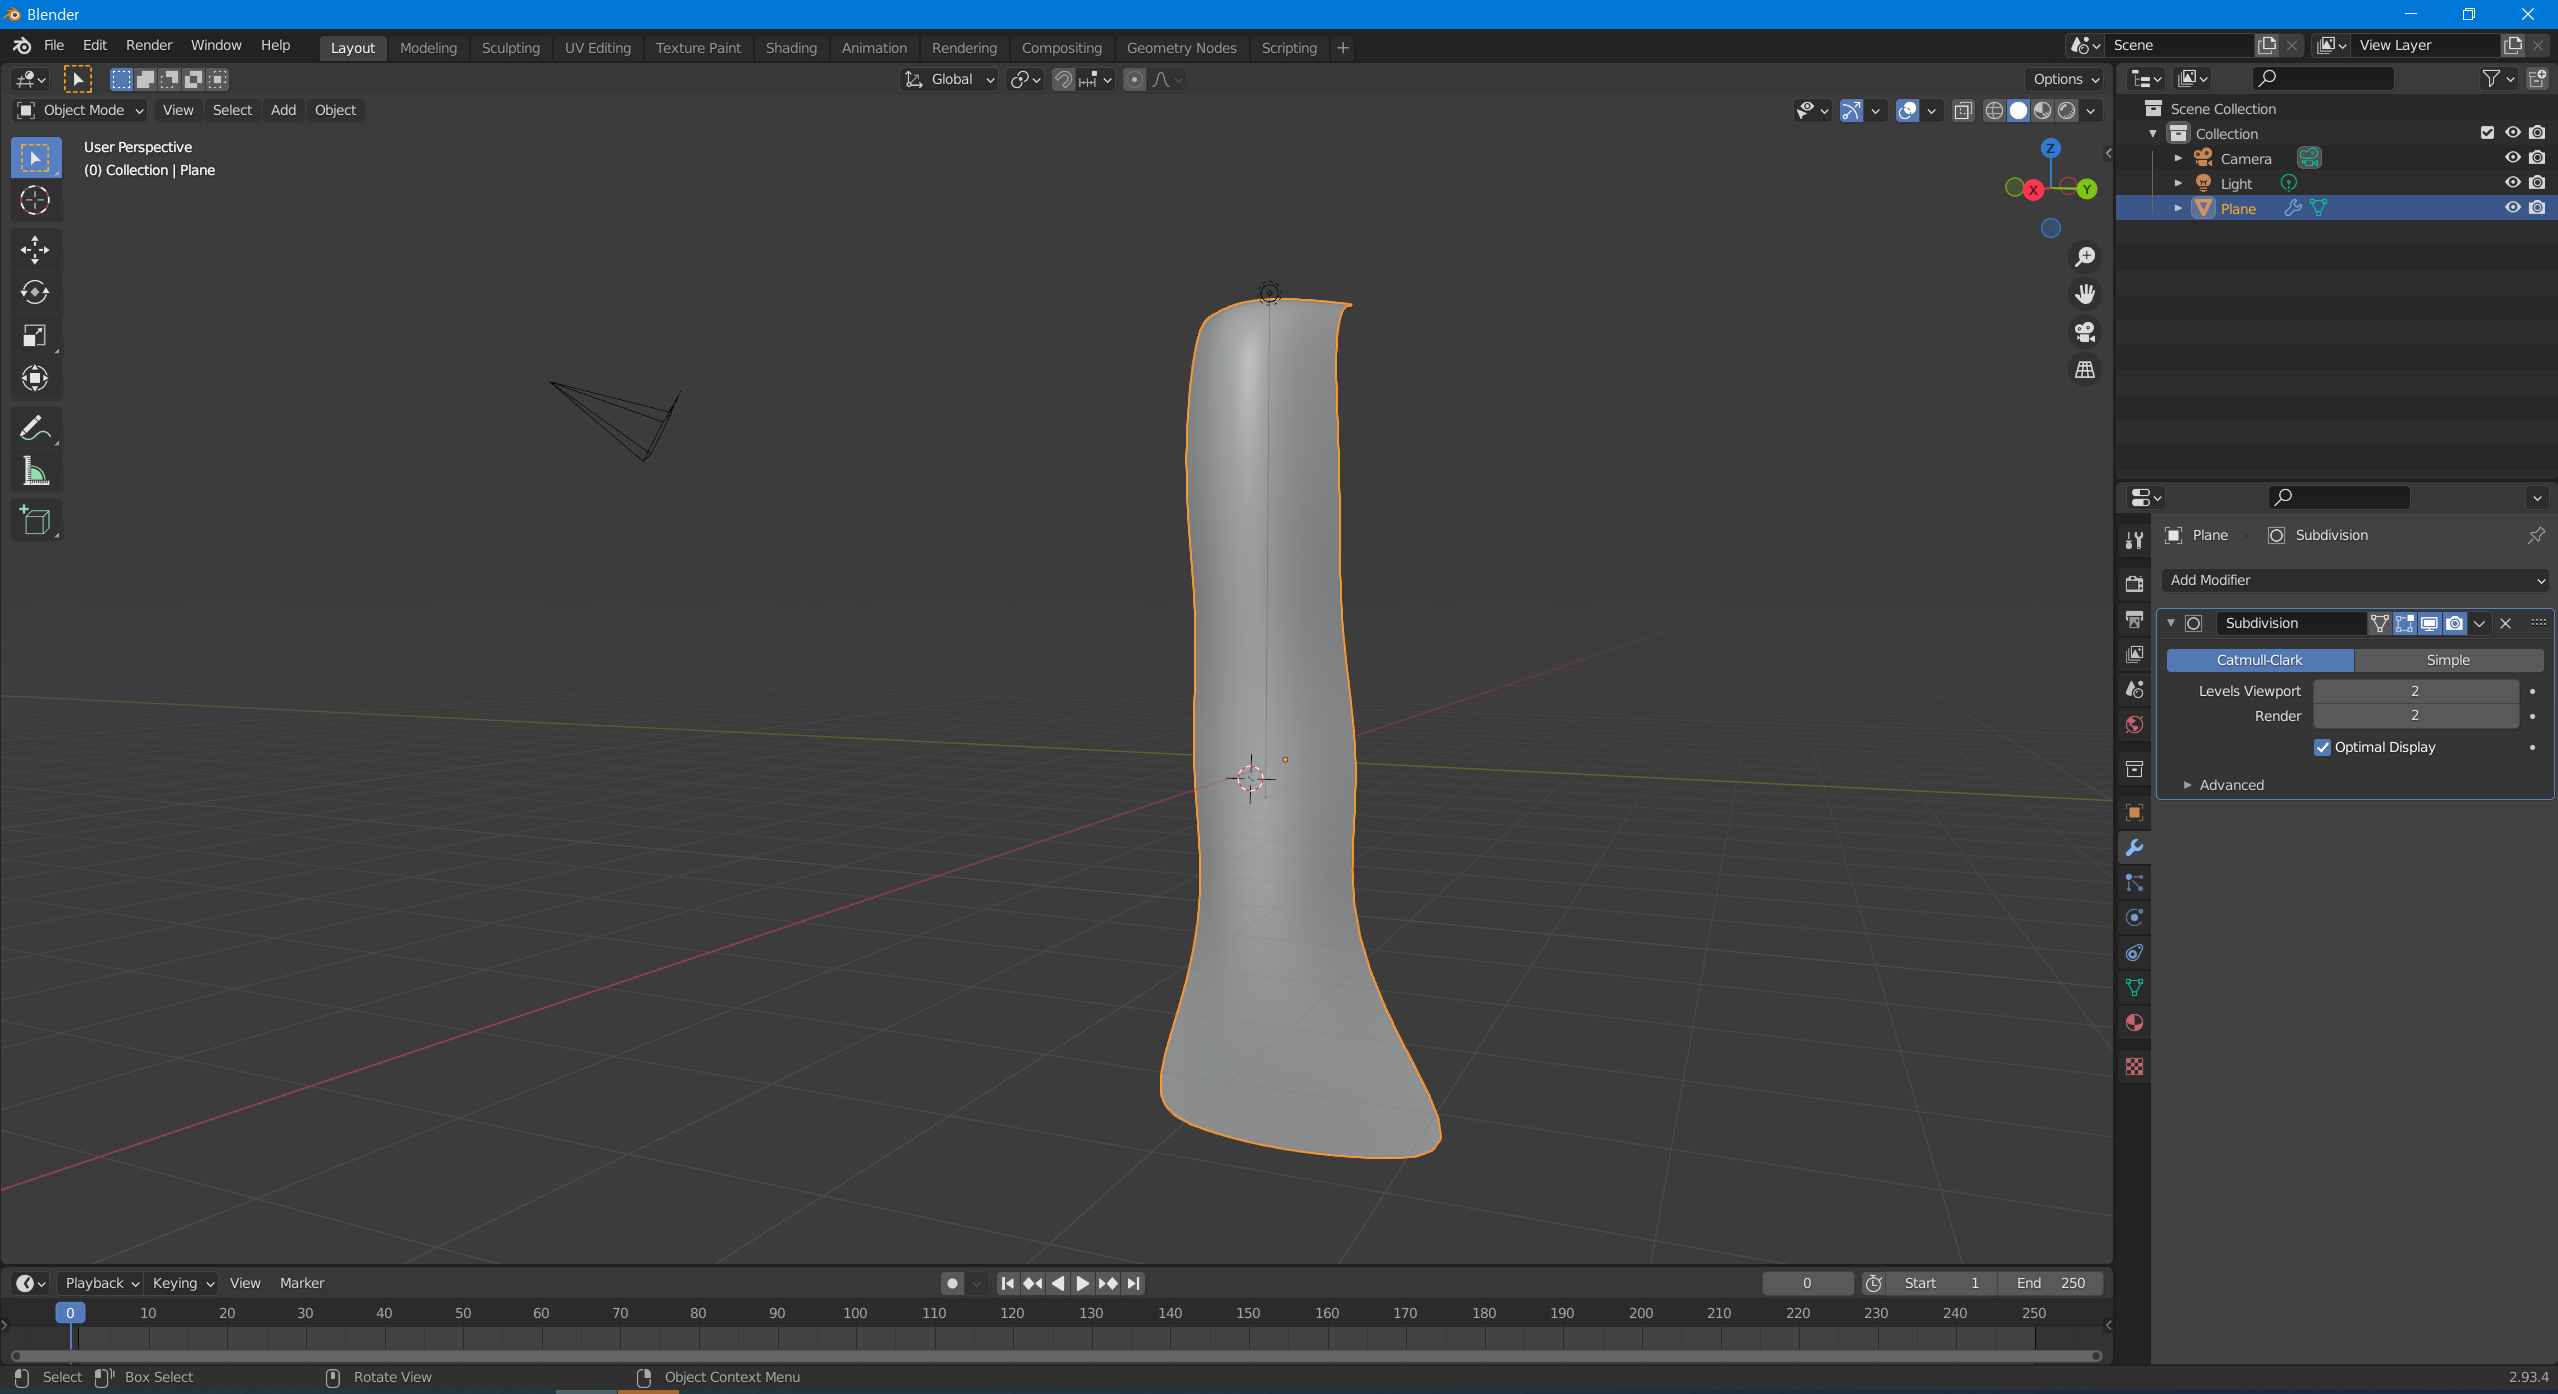 Blender
File Edit Render Window Help Layout Modeling Sculpting UV Editing Texture Paint Shading Animation Rendering Compositing Geometry Nodes Scripting + Scene View Layer
Global Options
Object Mode View Select Add Object
User Perspective
(0) Collection | Plane
Z
X Y
Scene Collection
Collection
Camera
Light
Plane
Plane Subdivision
Add Modifier
Subdivision
Catmull-Clark Simple
Levels Viewport 2
Render 2
Optimal Display
Advanced
Playback Keying View Marker 0 Start 1 End 250
0 10 20 30 40 50 60 70 80 90 100 110 120 130 140 150 160 170 180 190 200 210 220 230 240 250
Select Box Select Rotate View Object Context Menu 2.93.4